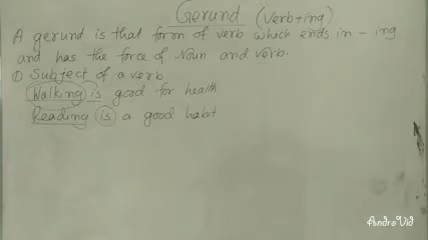 Gerund (Verb+ing)
A gerund is that form of verb which ends in - ing
and has the force of Noun and verb.
① Subject of a verb
Walking is good for health
Reading is a good habit
AndroVid